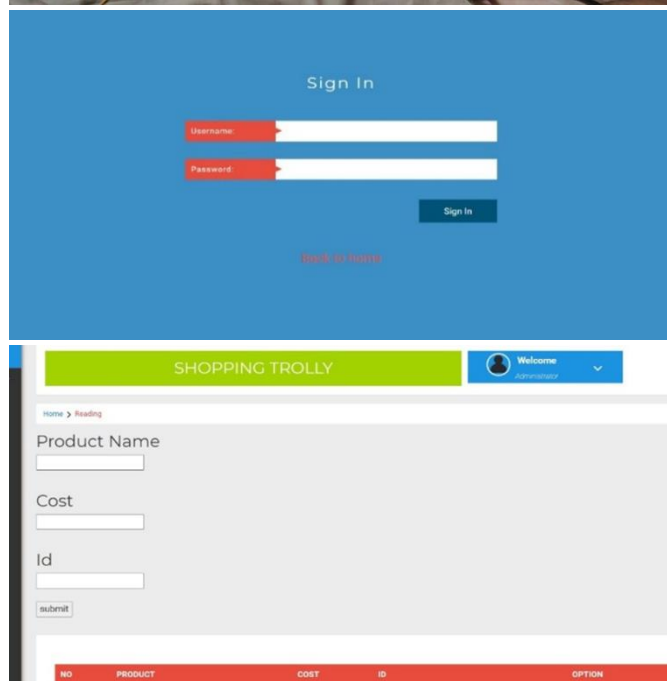 Sign In
Username:
Password:
Sign In
Back to home
SHOPPING TROLLY
Welcome
Administrator
Home > Reading
Product Name
Cost
Id
submit
NO PRODUCT COST ID OPTION